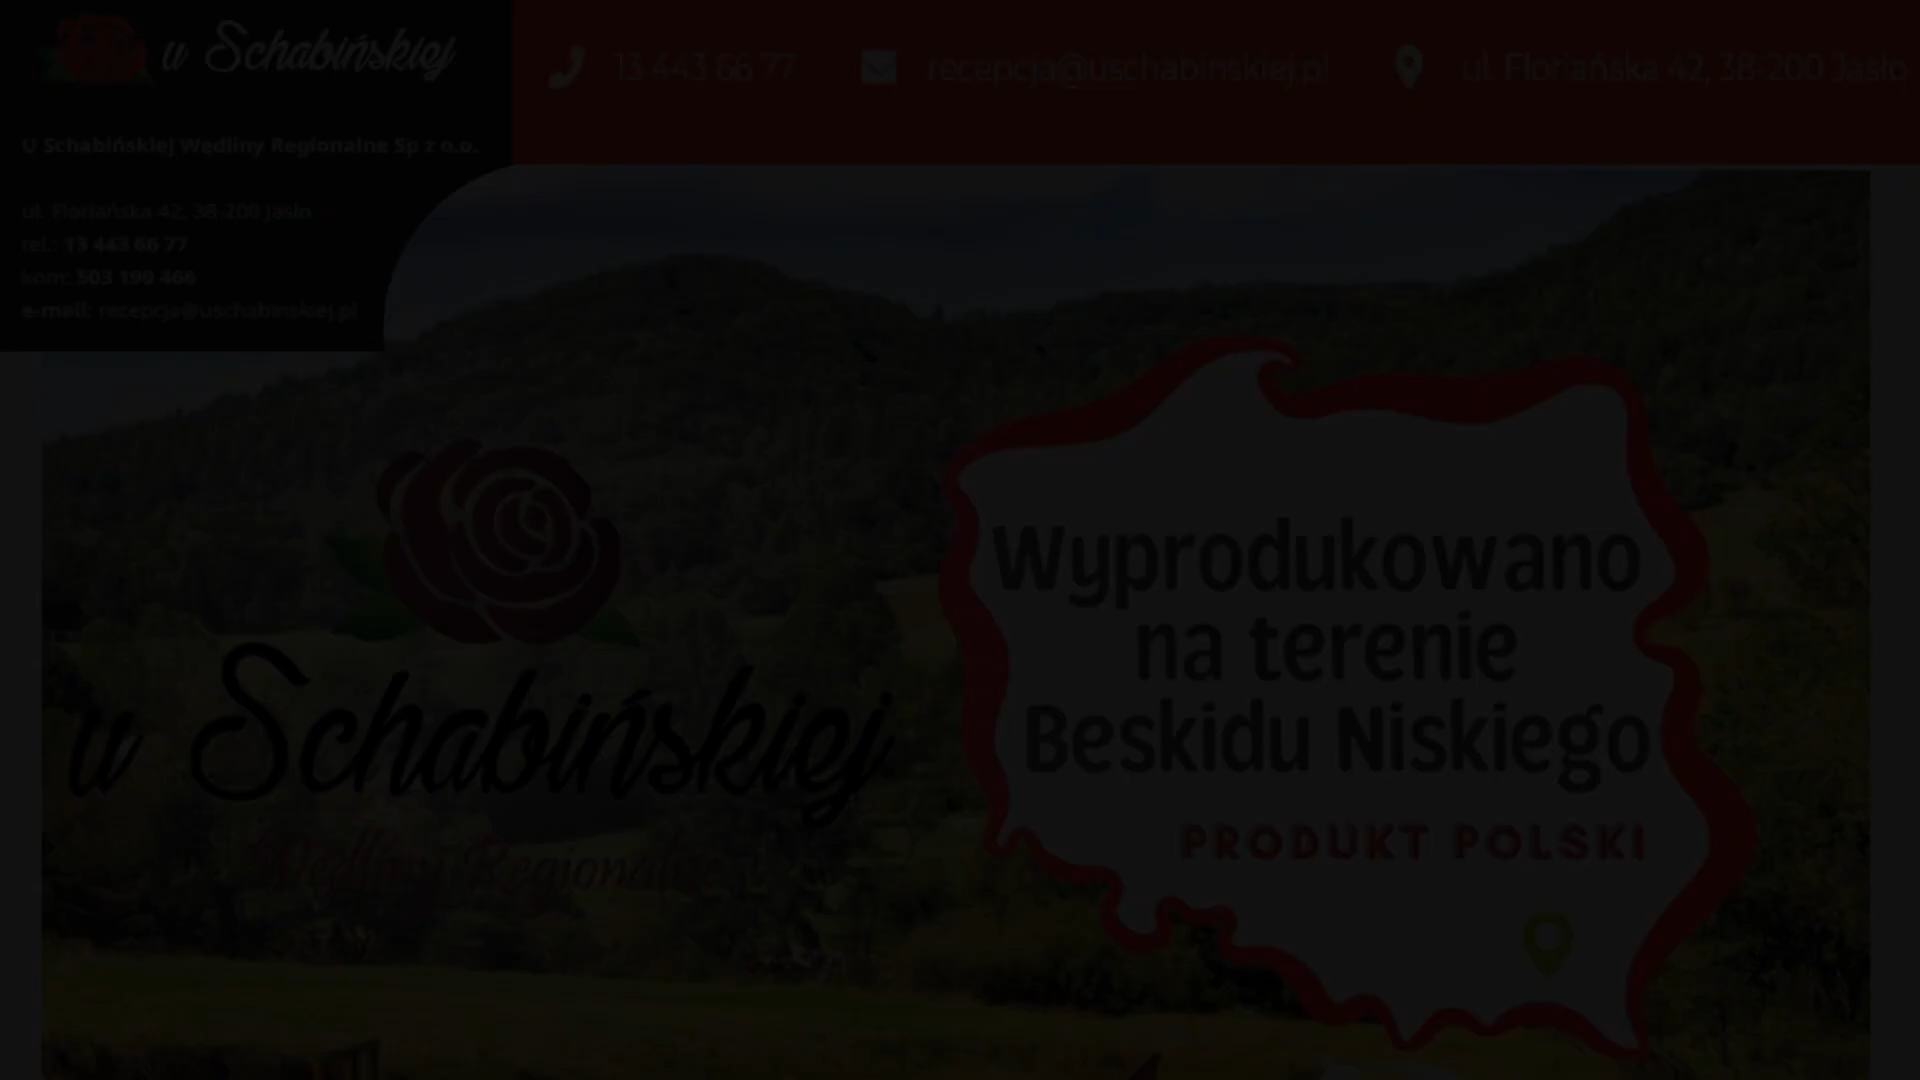 u Schabińskiej
13 443 66 77
recepcja@uschabinskiej.pl
ul. Floriańska 42, 38-200 Jasło
U Schabińskiej Wędliny Regionalne Sp z o.o.
ul. Floriańska 42, 38-200 Jasło
tel.: 13 443 66 77
kom: 503 190 466
e-mail: recepcja@uschabinskiej.pl
u Schabińskiej
Wędliny Regionalne
Wyprodukowano
na terenie
Beskidu Niskiego
PRODUKT POLSKI